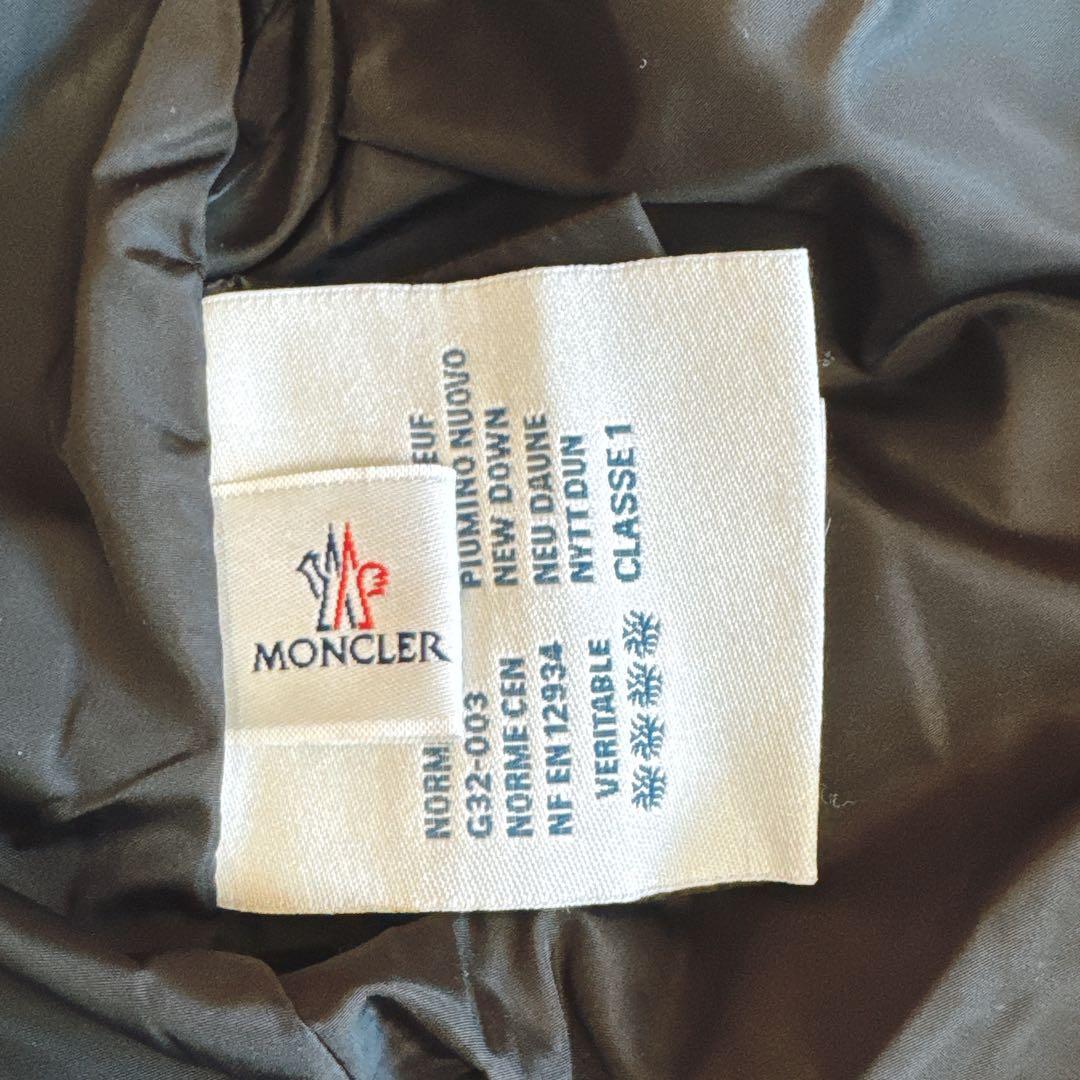 MONCLER
NORM
G32-003
NORME CEN
NF EN 12934
EUF
PIUMINO NUOVO
NEW DOWN
NEU DAUNE
NYTT DUN
VERITABLE
CLASSE 1